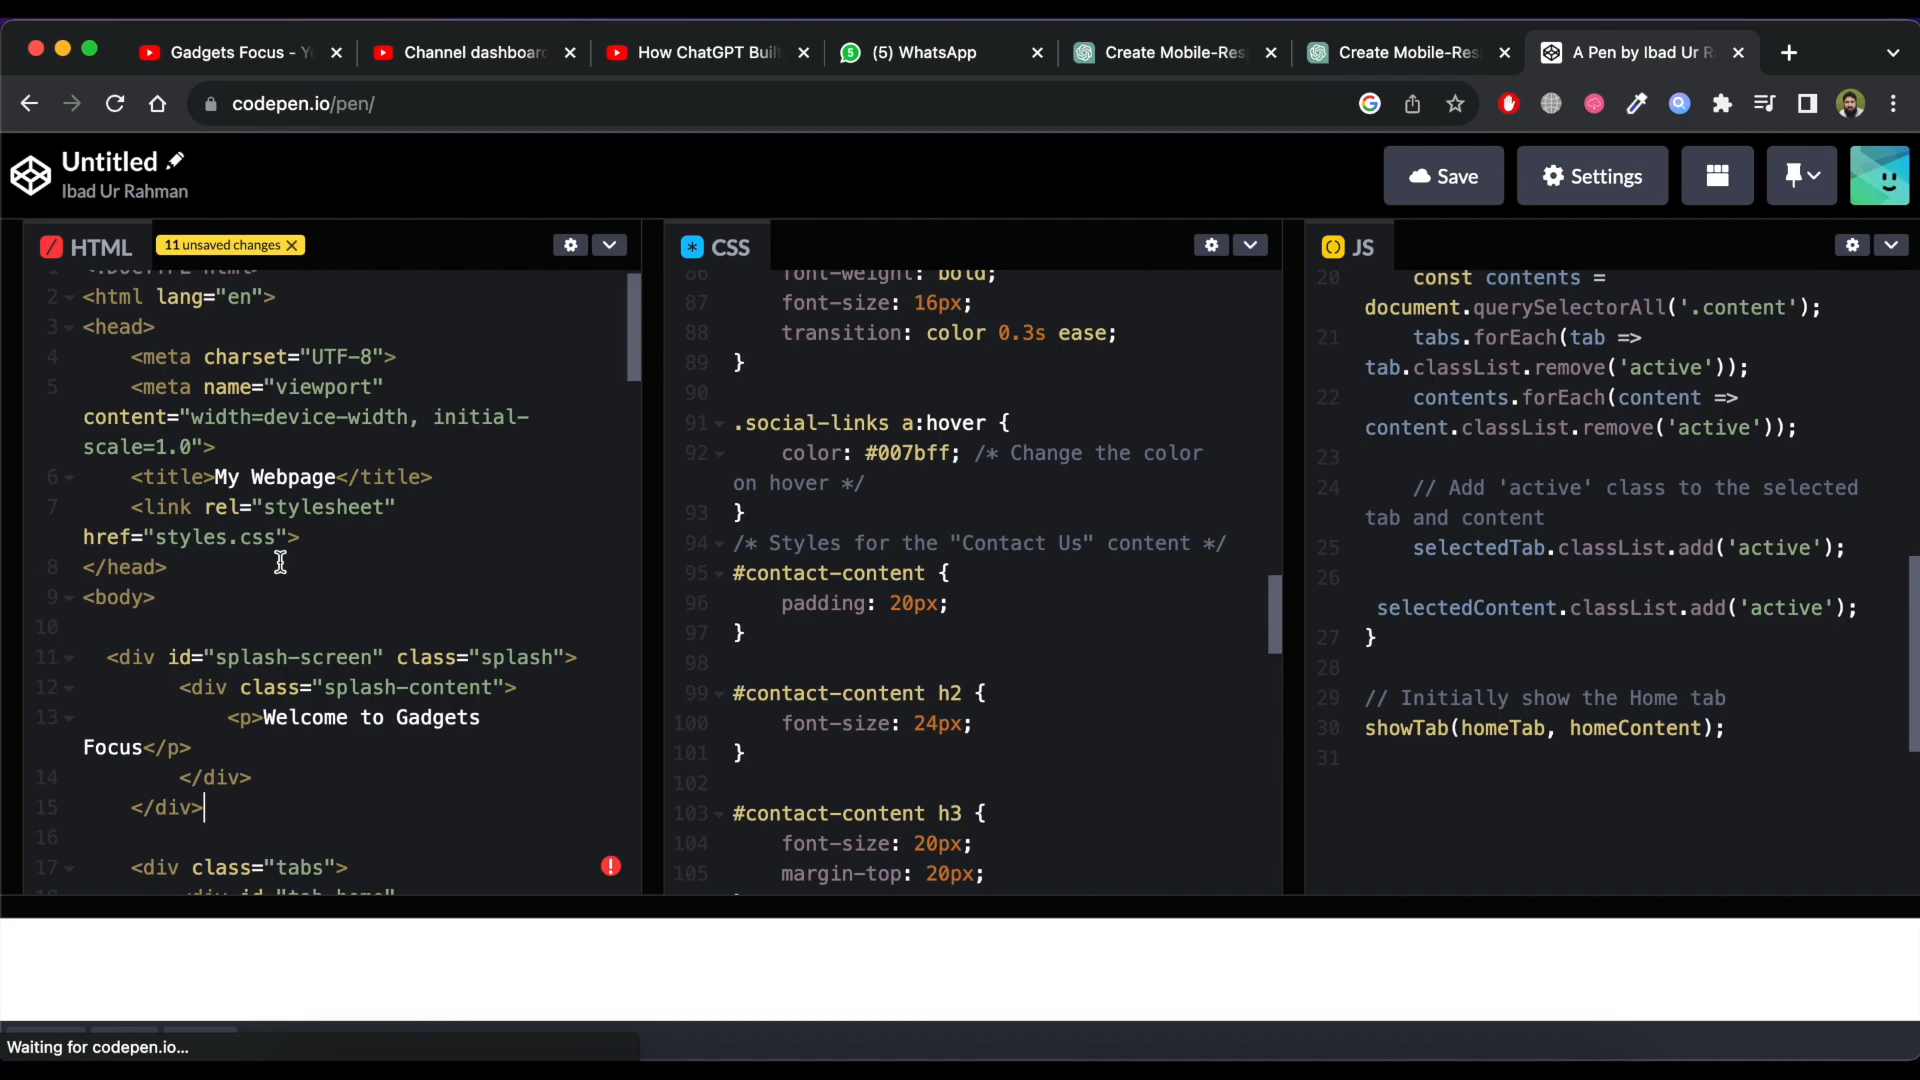 Gadgets Focus - Y
Channel dashboar
How ChatGPT Buil
(5) WhatsApp
Create Mobile-Res
Create Mobile-Res
A Pen by Ibad Ur R
codepen.io/pen/
Untitled
Ibad Ur Rahman
Save
Settings
HTML
11 unsaved changes
2 <html lang="en">
3 <head>
4 <meta charset="UTF-8">
5 <meta name="viewport"
content="width=device-width, initial-
scale=1.0">
6 <title>My Webpage</title>
7 <link rel="stylesheet"
href="styles.css">
8 </head>
9 <body>
10
11 <div id="splash-screen" class="splash">
12 <div class="splash-content">
13 <p>Welcome to Gadgets
Focus</p>
14 </div>
15 </div>
16
17 <div class="tabs">
CSS
86 font-weight: bold;
87 font-size: 16px;
88 transition: color 0.3s ease;
89 }
90
91 .social-links a:hover {
92 color: #007bff; /* Change the color
on hover */
93 }
94 /* Styles for the "Contact Us" content */
95 #contact-content {
96 padding: 20px;
97 }
98
99 #contact-content h2 {
100 font-size: 24px;
101 }
102
103 #contact-content h3 {
104 font-size: 20px;
105 margin-top: 20px;
JS
20 const contents =
document.querySelectorAll('.content');
21 tabs.forEach(tab =>
tab.classList.remove('active'));
22 contents.forEach(content =>
content.classList.remove('active'));
23
24 // Add 'active' class to the selected
tab and content
25 selectedTab.classList.add('active');
26
selectedContent.classList.add('active');
27 }
28
29 // Initially show the Home tab
30 showTab(homeTab, homeContent);
31
Waiting for codepen.io...